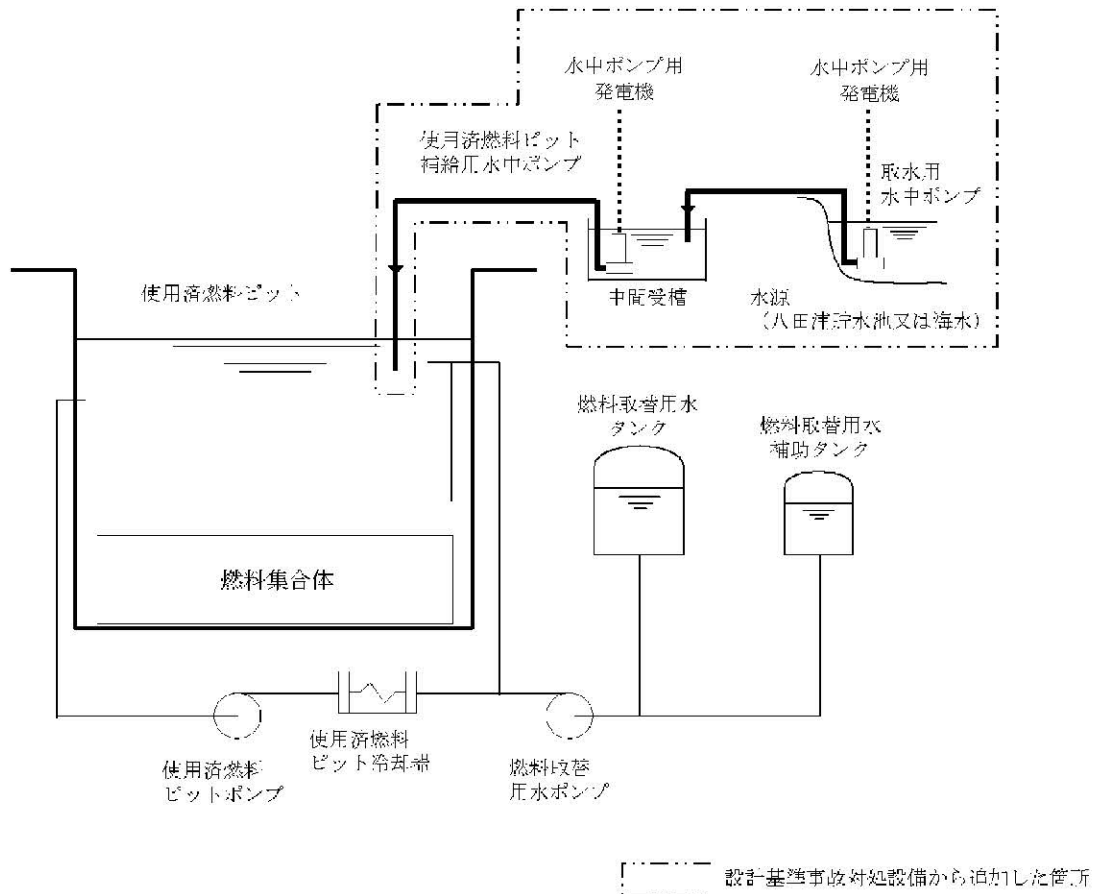 水中ポンプ用
発電機
水中ポンプ用
発電機
使用済燃料ピット
補給用水中ポンプ
取水用
水中ポンプ
使用済燃料ピット
中間受槽
水源
(八田浦貯水池又は海水)
燃料取替用水
タンク
燃料取替用水
補助タンク
燃料集合体
使用済燃料
ピットポンプ
使用済燃料
ピット冷却器
燃料取替
用水ポンプ
設計基準事故対処設備から追加した箇所